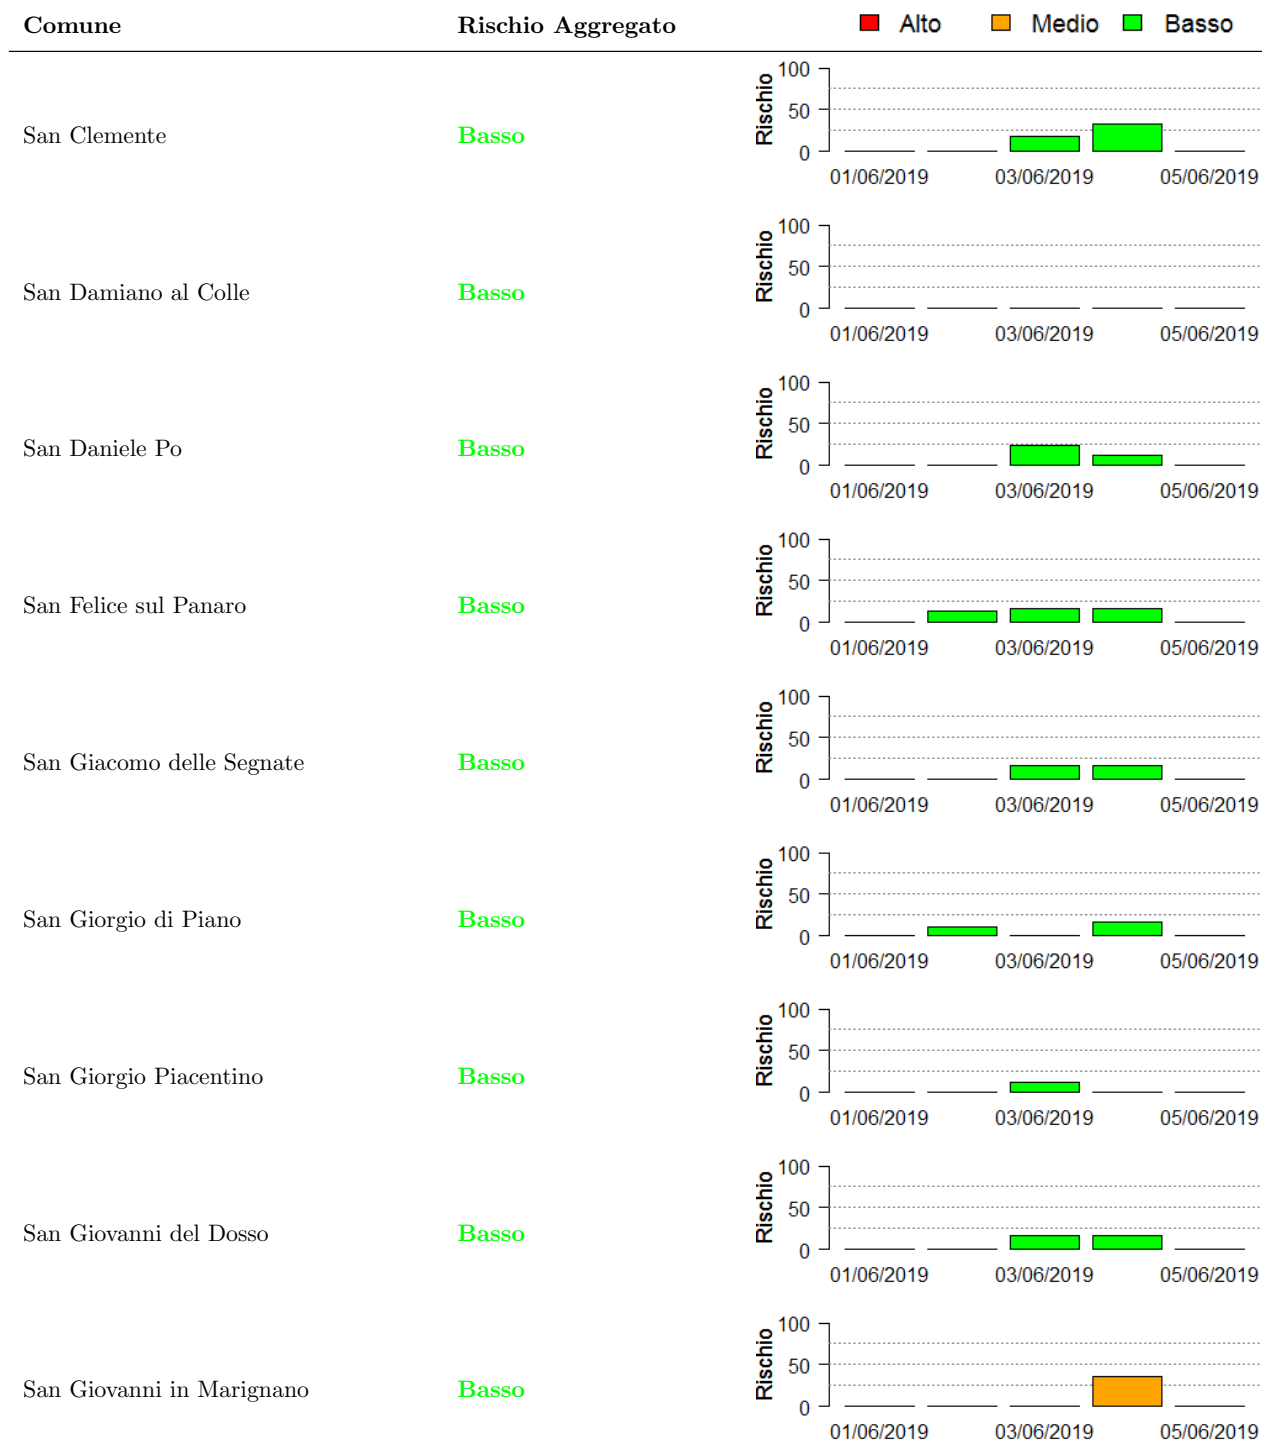 Comune Rischio Aggregato Alto Medio Basso
San Clemente Basso
Rischio
100
50
0
01/06/2019 03/06/2019 05/06/2019
San Damiano al Colle Basso
Rischio
100
50
0
01/06/2019 03/06/2019 05/06/2019
San Daniele Po Basso
Rischio
100
50
0
01/06/2019 03/06/2019 05/06/2019
San Felice sul Panaro Basso
Rischio
100
50
0
01/06/2019 03/06/2019 05/06/2019
San Giacomo delle Segnate Basso
Rischio
100
50
0
01/06/2019 03/06/2019 05/06/2019
San Giorgio di Piano Basso
Rischio
100
50
0
01/06/2019 03/06/2019 05/06/2019
San Giorgio Piacentino Basso
Rischio
100
50
0
01/06/2019 03/06/2019 05/06/2019
San Giovanni del Dosso Basso
Rischio
100
50
0
01/06/2019 03/06/2019 05/06/2019
San Giovanni in Marignano Basso
Rischio
100
50
0
01/06/2019 03/06/2019 05/06/2019